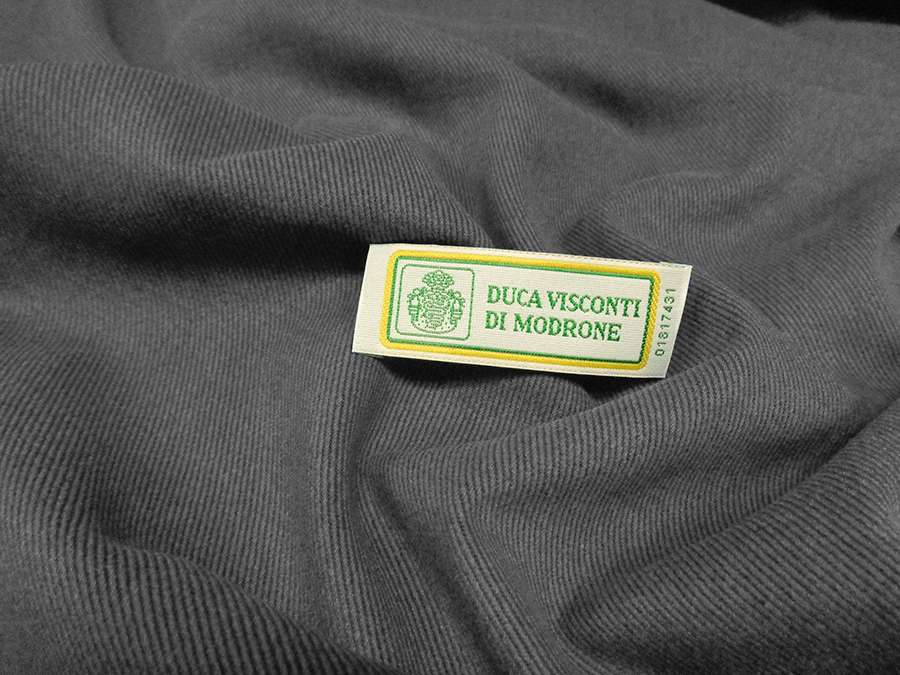 DUCA VISCONTI
DI MODRONE
01817431